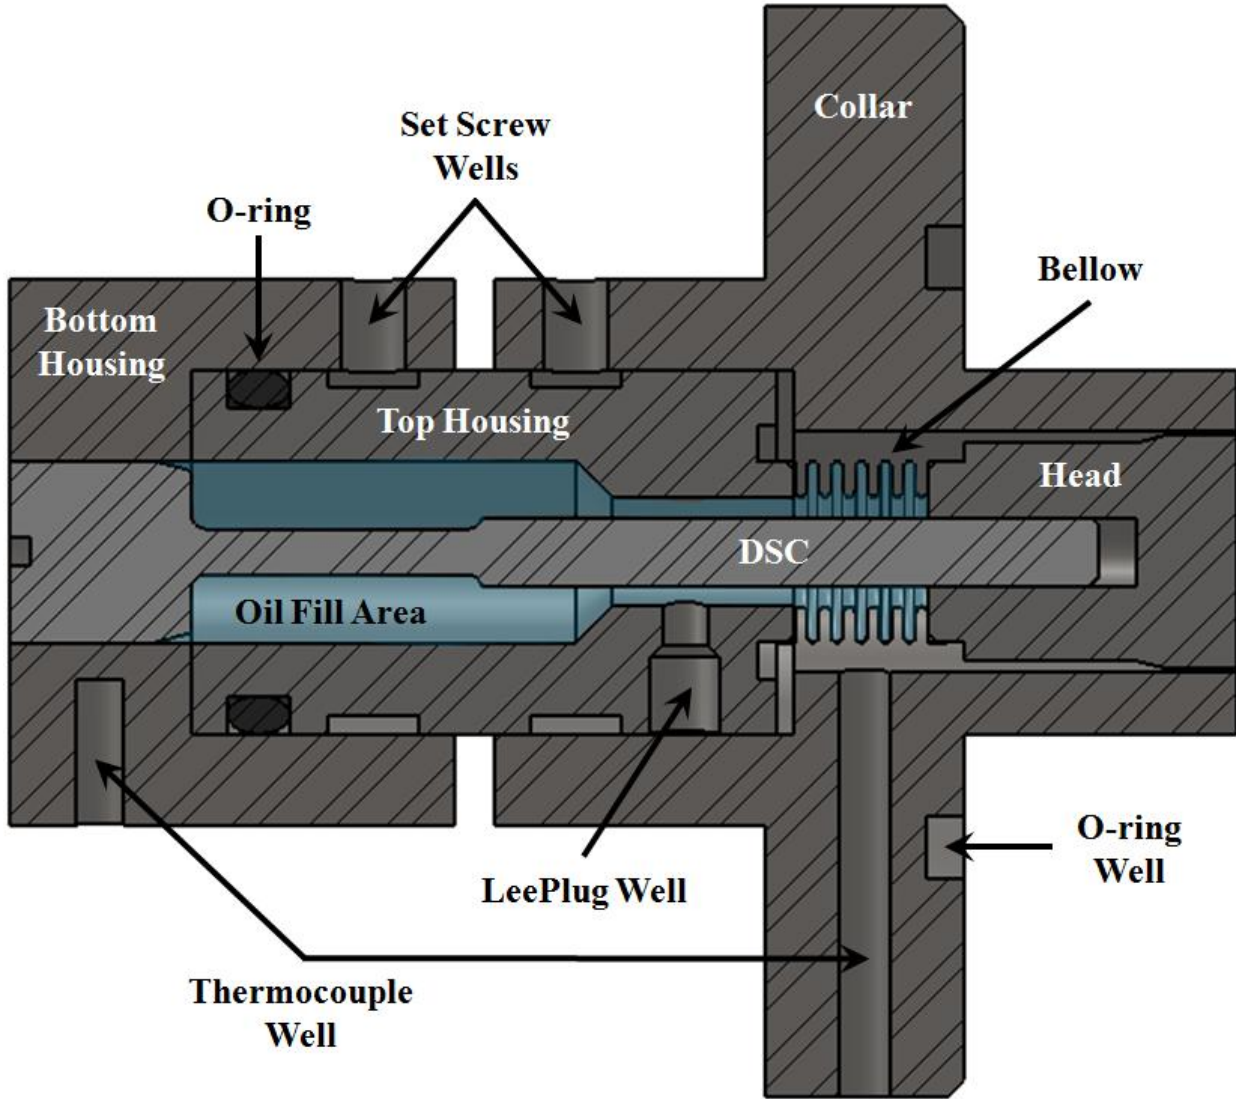 Collar
Set Screw
Wells
O-ring
Bellow
Bottom
Housing
Top Housing
Head
DSC
Oil Fill Area
O-ring
Well
LeePlug Well
Thermocouple
Well